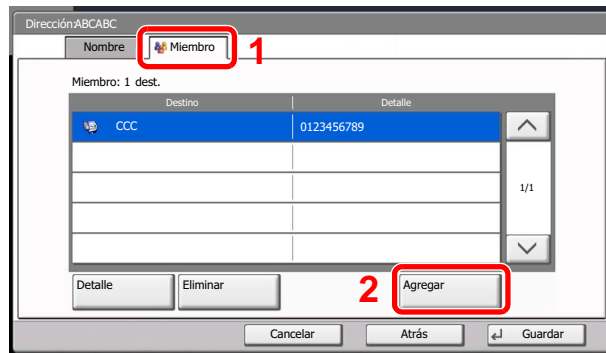 Dirección:ABCABC
Nombre Miembro 1
Miembro: 1 dest.
Destino Detalle
CCC 0123456789
1/1
Detalle Eliminar 2 Agregar
Cancelar Atrás Guardar